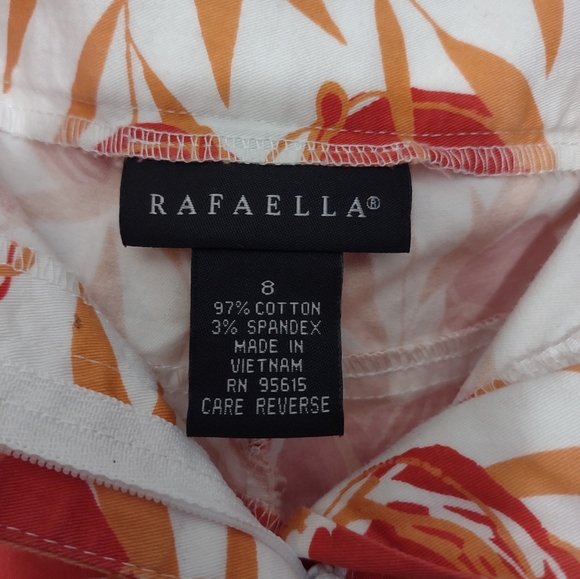 RAFAELLA®
8
97% COTTON
3% SPANDEX
MADE IN
VIETNAM
RN 95615
CARE REVERSE